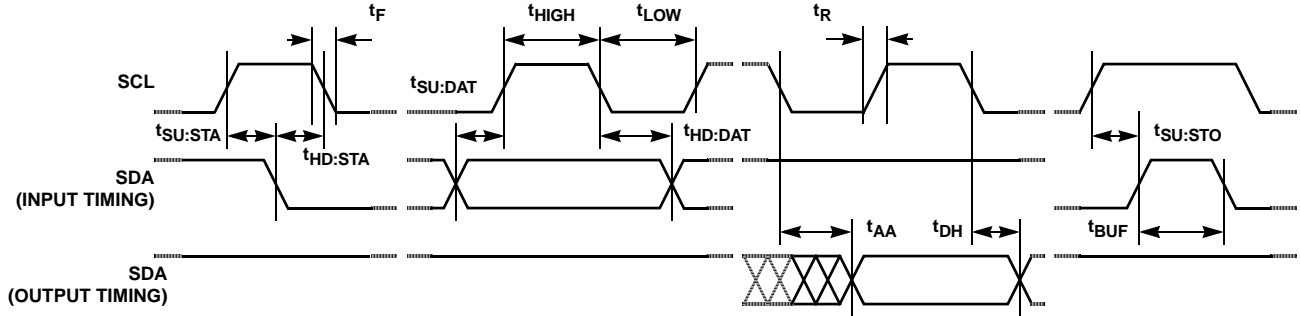 tF
tHIGH
tLOW
tR
SCL
tSU:DAT
tSU:STA
tHD:STA
tHD:DAT
tSU:STO
SDA
(INPUT TIMING)
tAA
tDH
tBUF
SDA
(OUTPUT TIMING)